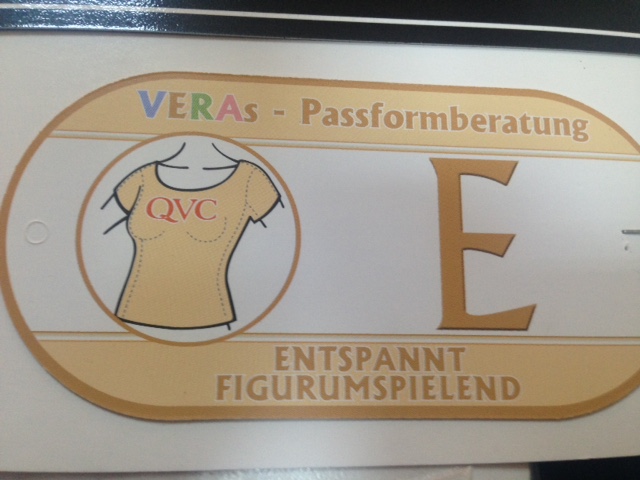 VERAs - Passformberatung
QVC
E
ENTSPANNT
FIGURUMSPIELEND